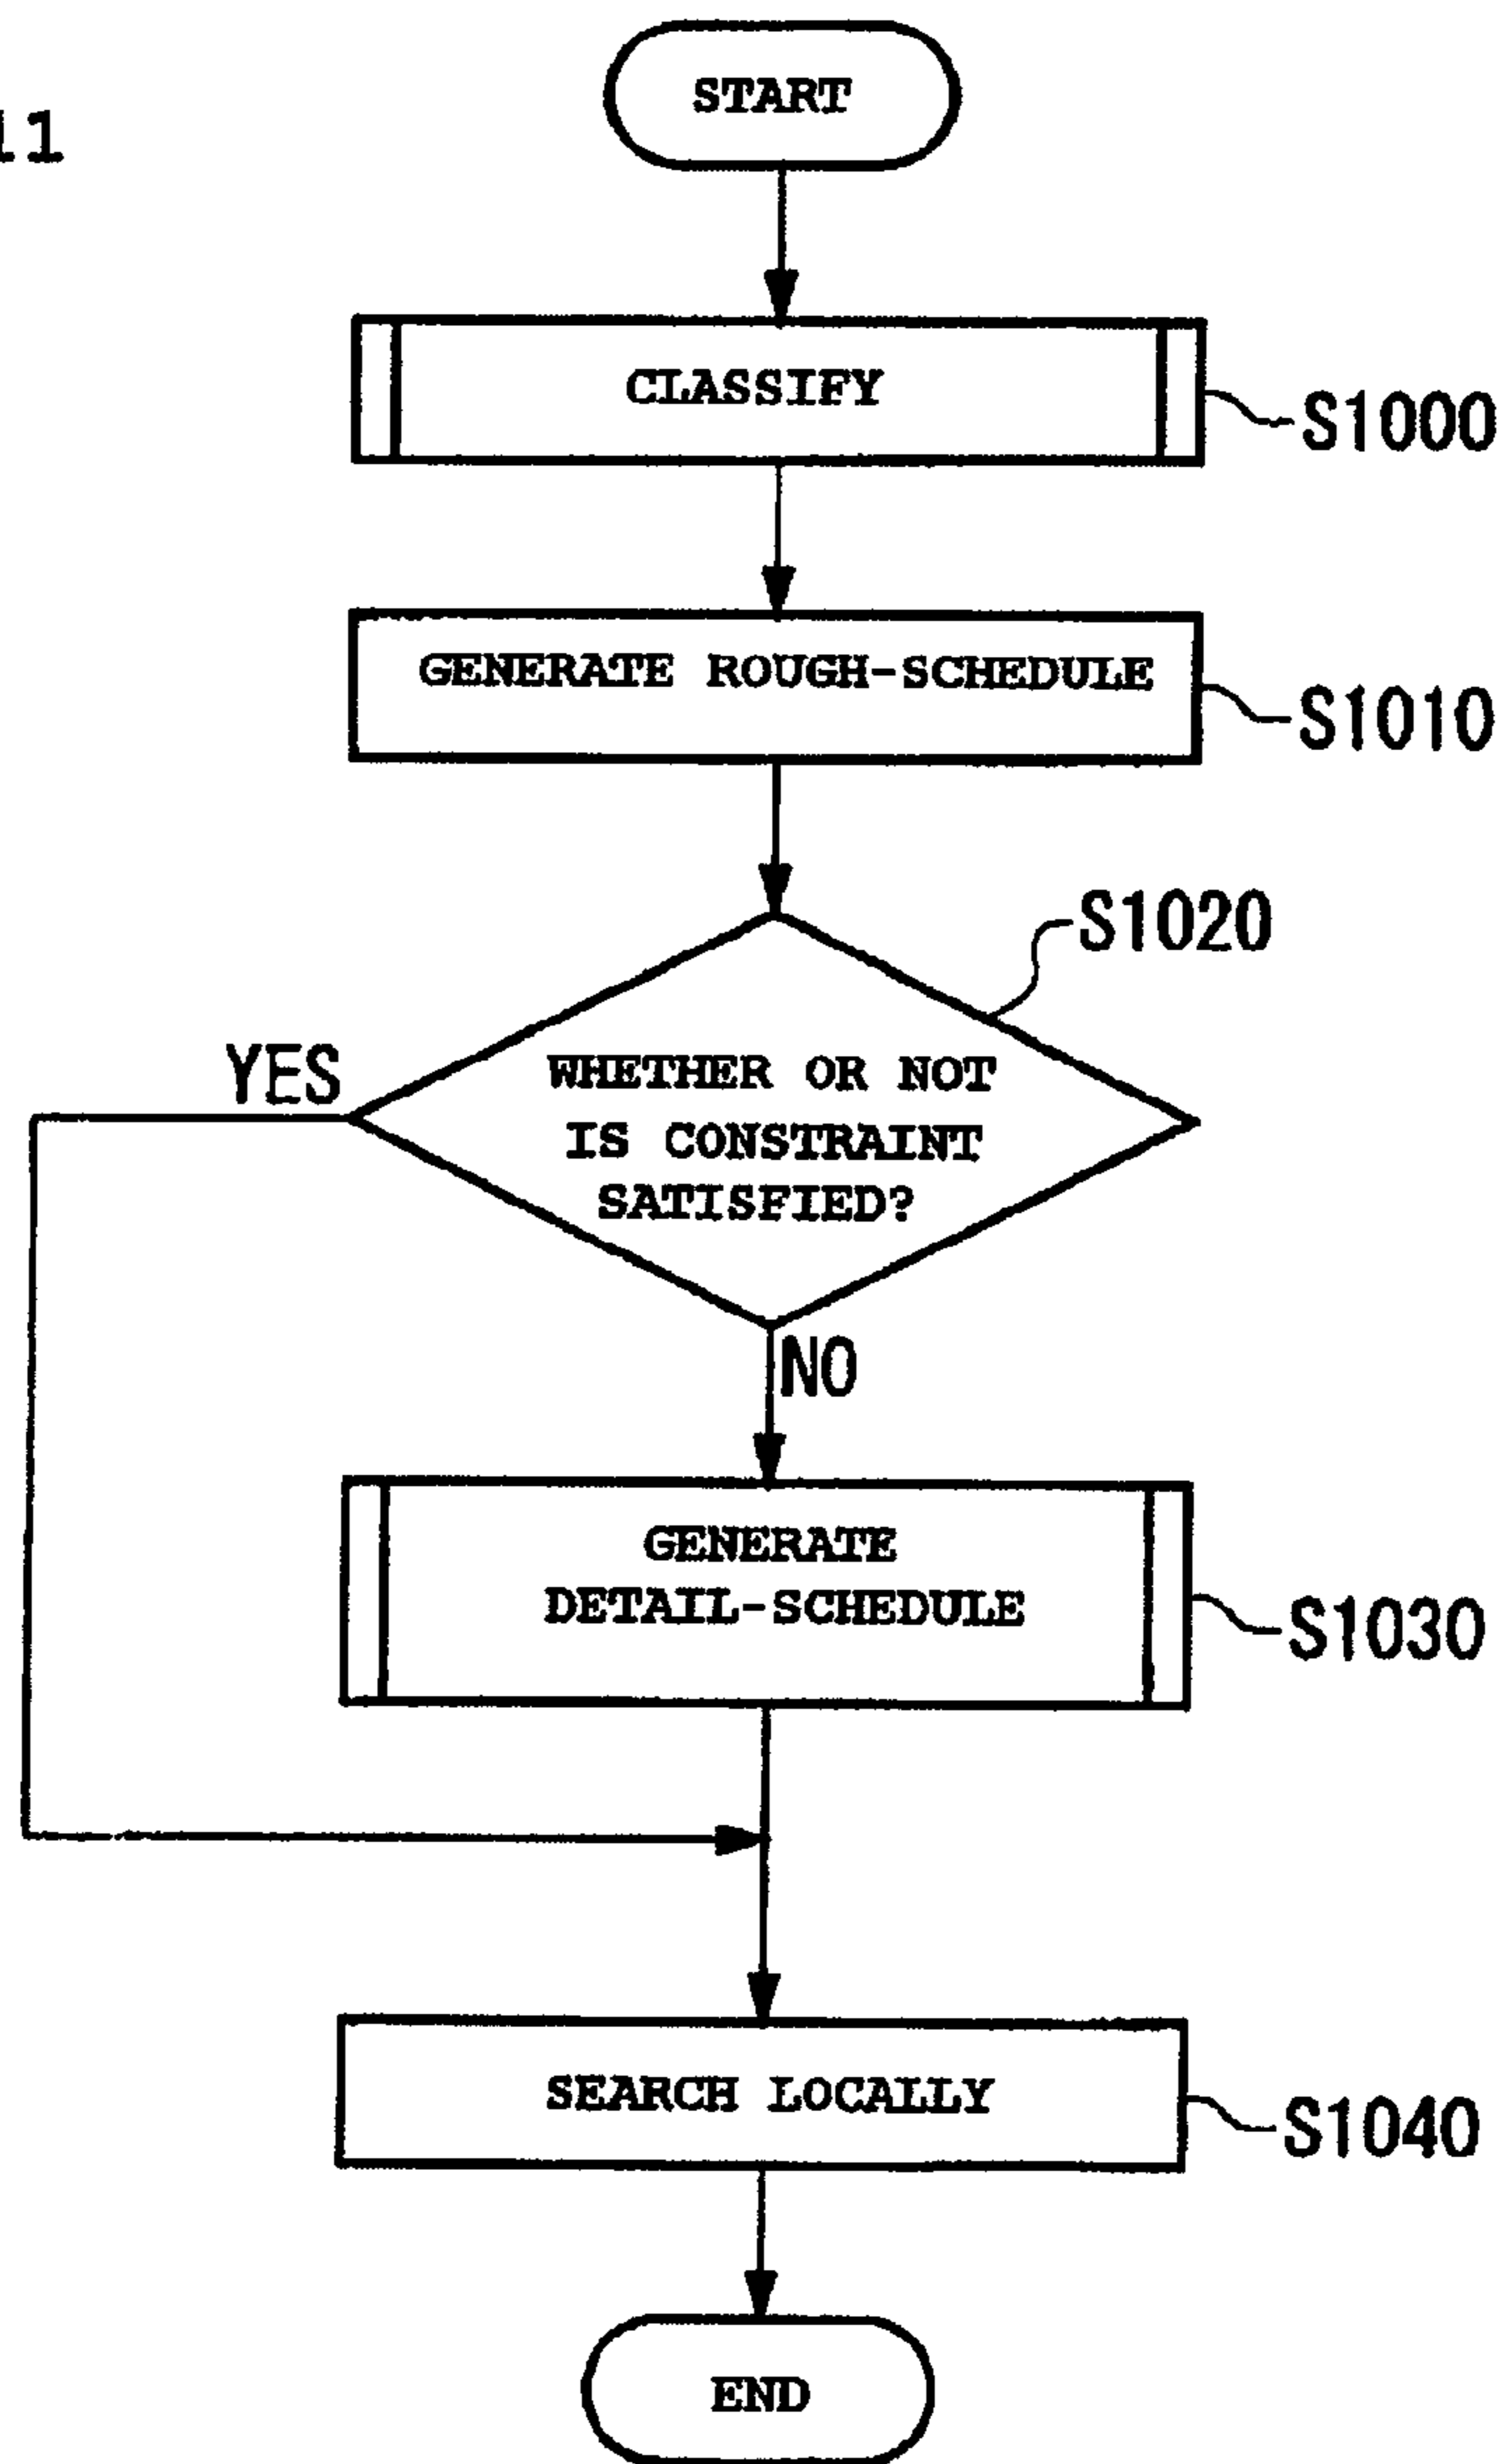 11
START
CLASSIFY
S1000
GENERATE ROUGH-SCHEDULE
S1010
S1020
YES
WHETHER OR NOT
IS CONSTRAINT
SATISFIED?
NO
GENERATE
DETAIL-SCHEDULE
S1030
SEARCH LOCALLY
S1040
END